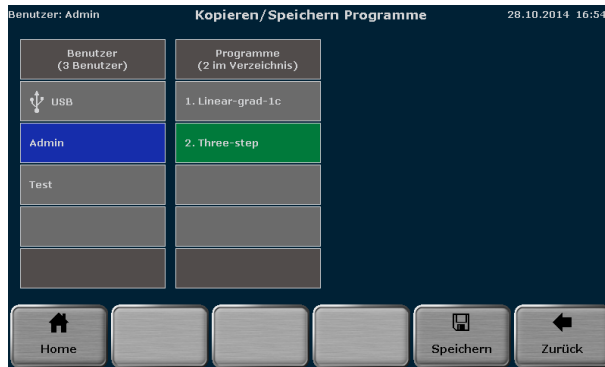 Benutzer: Admin
Kopieren/Speichern Programme
28.10.2014 16:54
Benutzer
(3 Benutzer)
Programme
(2 im Verzeichnis)
USB
1. Linear-grad-1c
Admin
2. Three-step
Test
Home
Speichern
Zurück